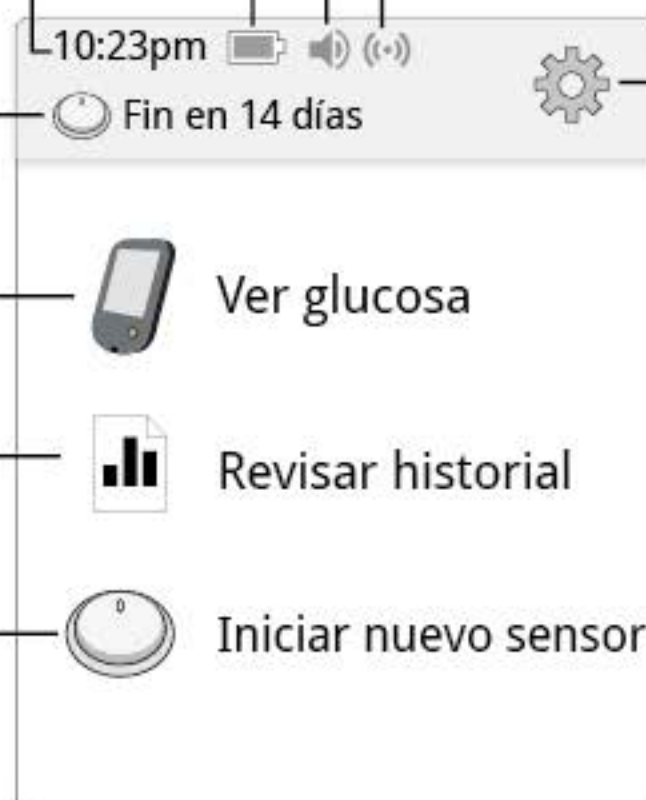 10:23pm
Fin en 14 días
Ver glucosa
Revisar historial
Iniciar nuevo sensor